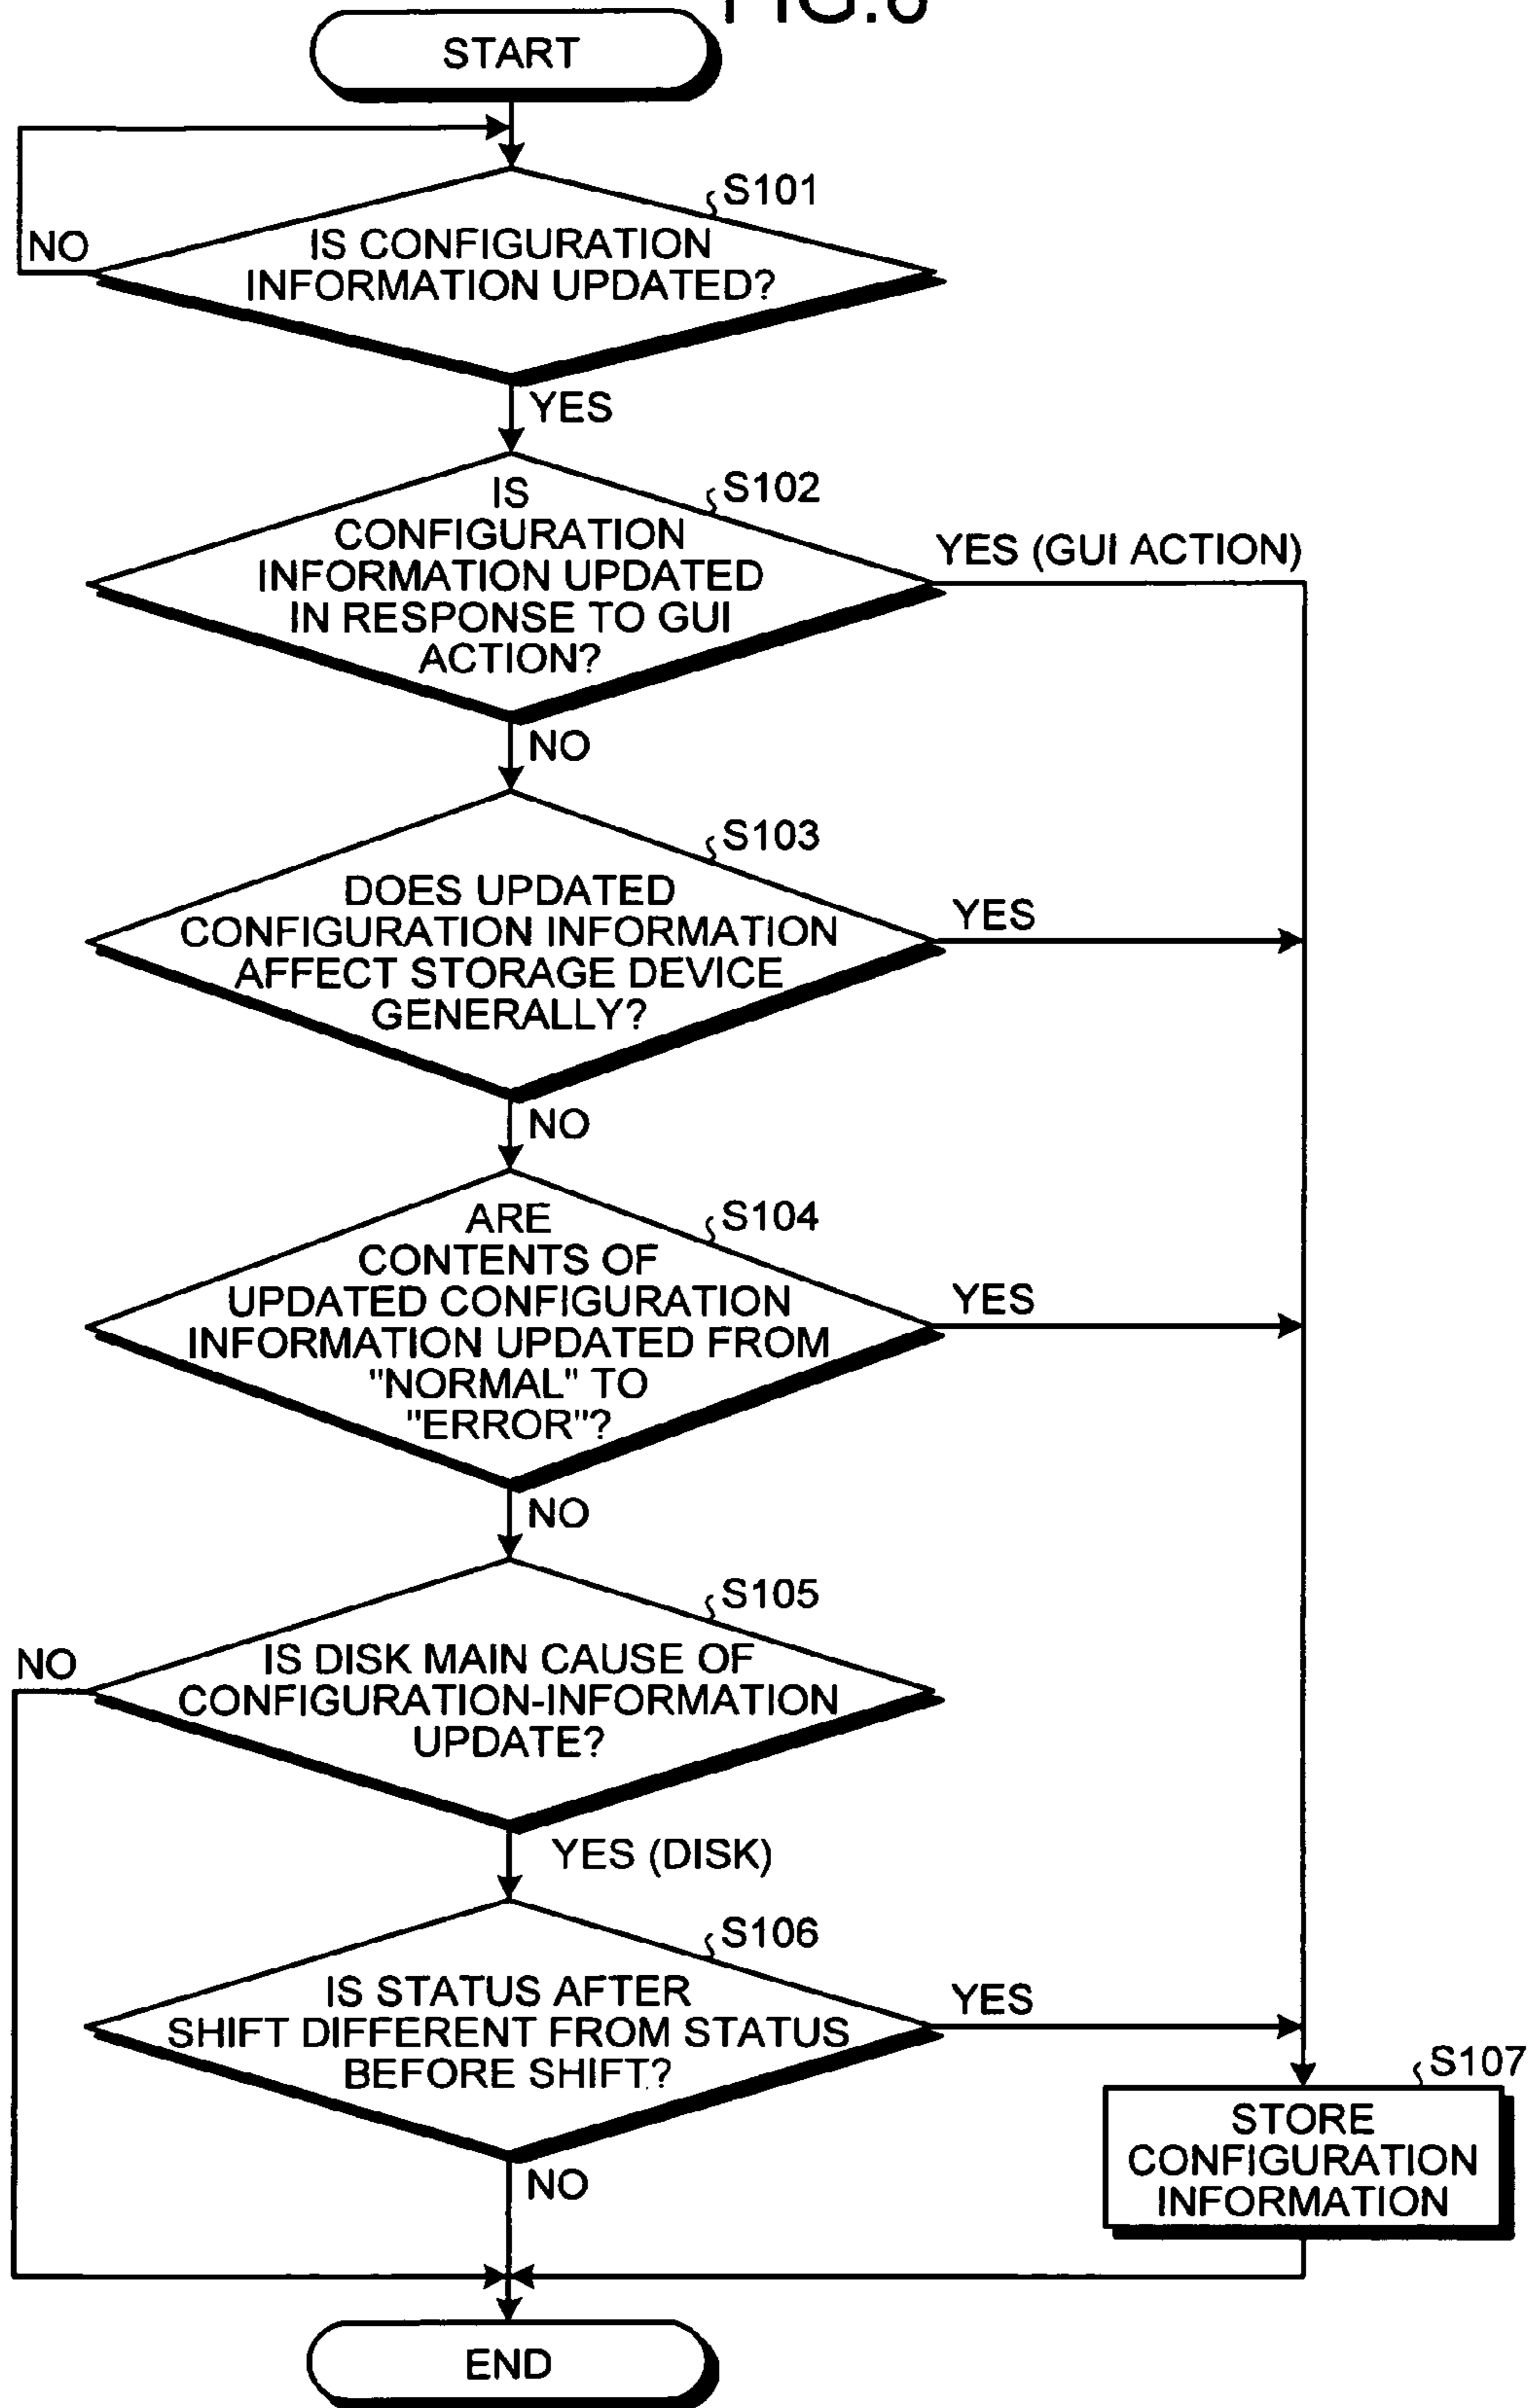 START
S101
NO
IS CONFIGURATION
INFORMATION UPDATED?
YES
S102
IS
CONFIGURATION
INFORMATION UPDATED
IN RESPONSE TO GUI
ACTION?
YES (GUI ACTION)
NO
S103
DOES UPDATED
CONFIGURATION INFORMATION
AFFECT STORAGE DEVICE
GENERALLY?
YES
NO
S104
ARE
CONTENTS OF
UPDATED CONFIGURATION
INFORMATION UPDATED FROM
"NORMAL" TO
"ERROR"?
YES
NO
S105
NO
IS DISK MAIN CAUSE OF
CONFIGURATION-INFORMATION
UPDATE?
YES (DISK)
S106
IS STATUS AFTER
SHIFT DIFFERENT FROM STATUS
BEFORE SHIFT?
YES
NO
S107
STORE
CONFIGURATION
INFORMATION
END